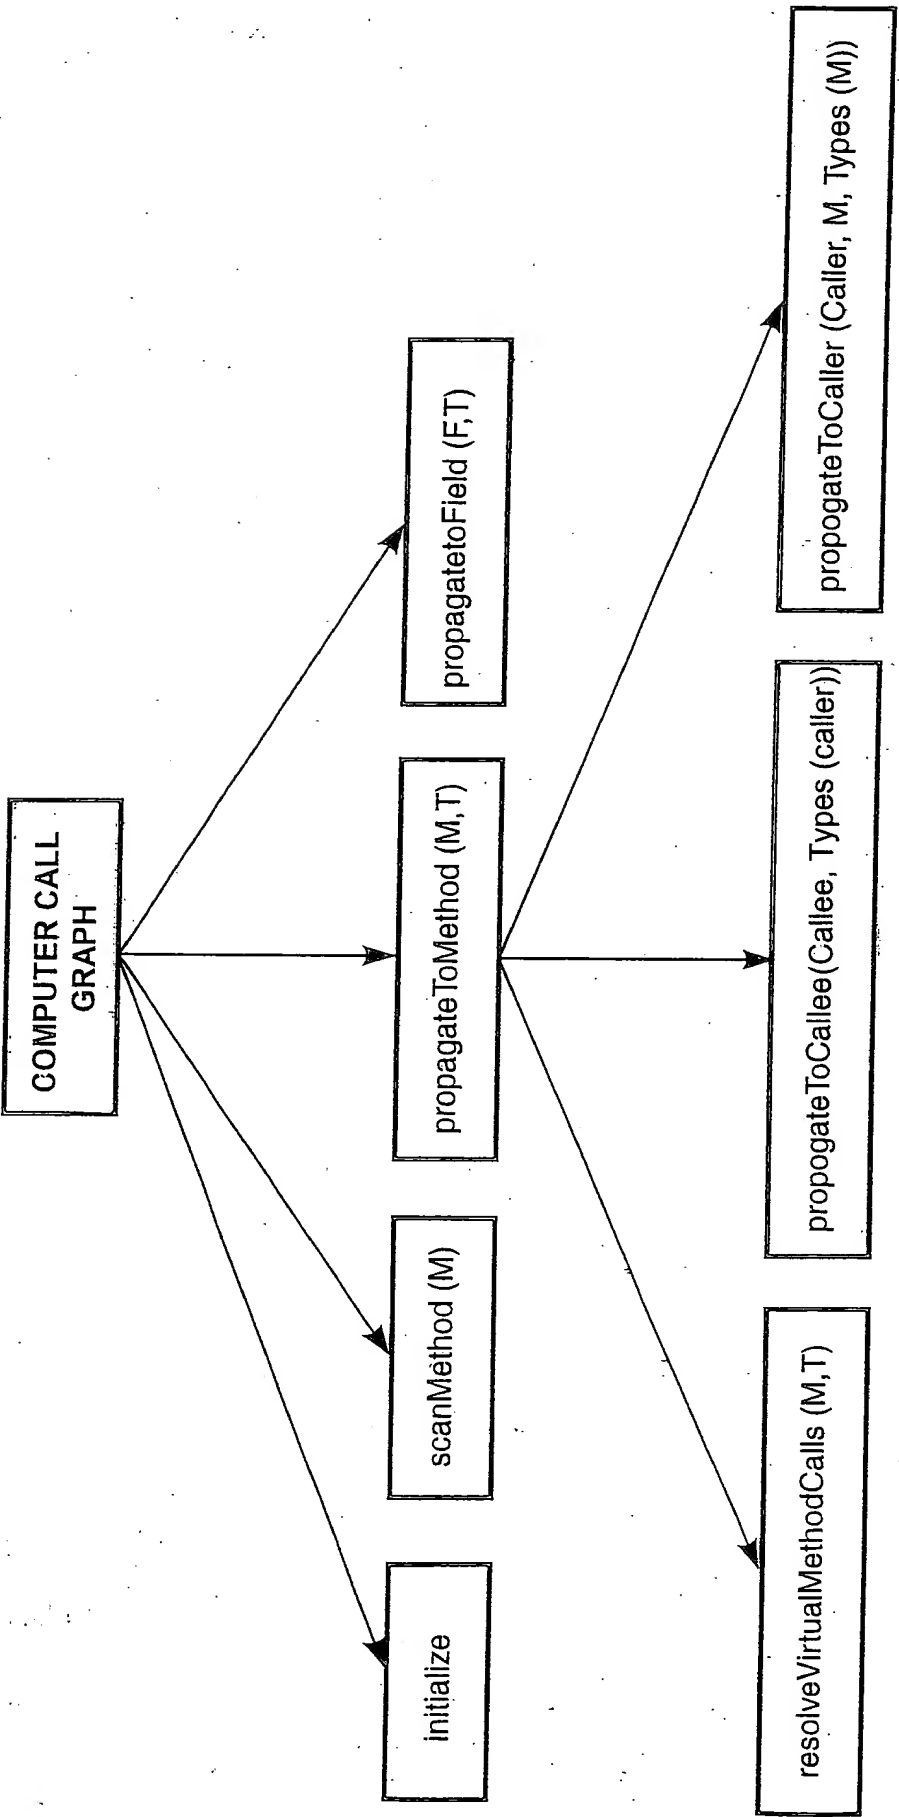 COMPUTER CALL
GRAPH
initialize
scanMethod (M)
propagateToMethod (M,T)
propagatetoField (F,T)
resolveVirtualMethodCalls (M,T)
propogateToCallee(Callee, Types (caller))
propogateToCaller (Caller, M, Types (M))